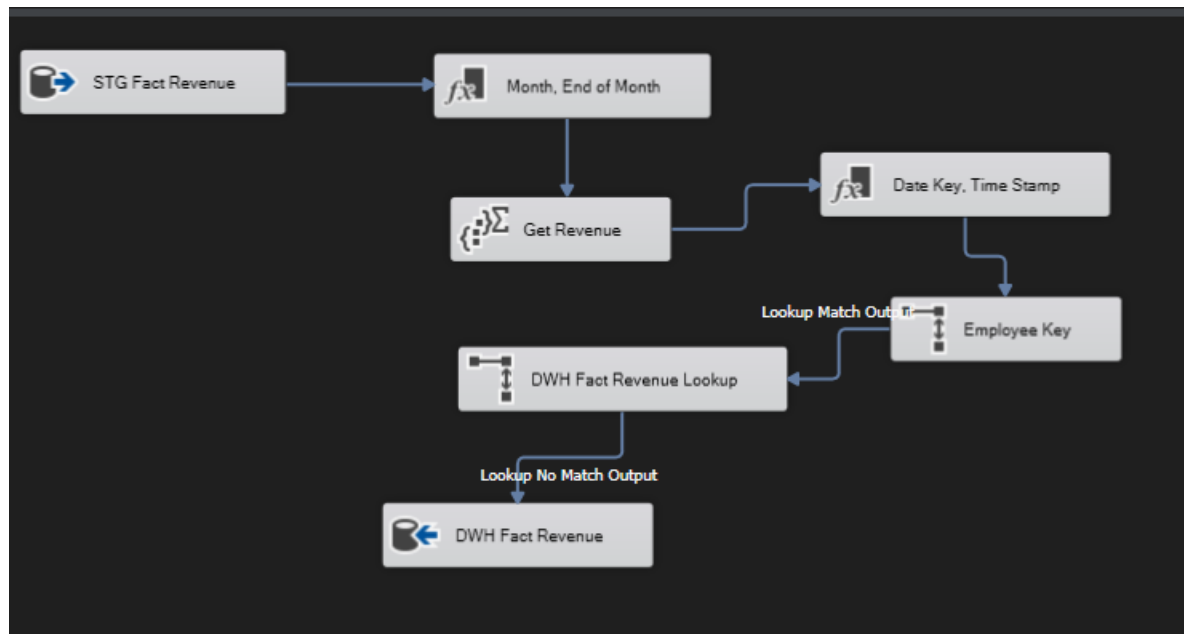 STG Fact Revenue
Month, End of Month
Date Key, Time Stamp
Get Revenue
Lookup Match Output
Employee Key
DWH Fact Revenue Lookup
Lookup No Match Output
DWH Fact Revenue